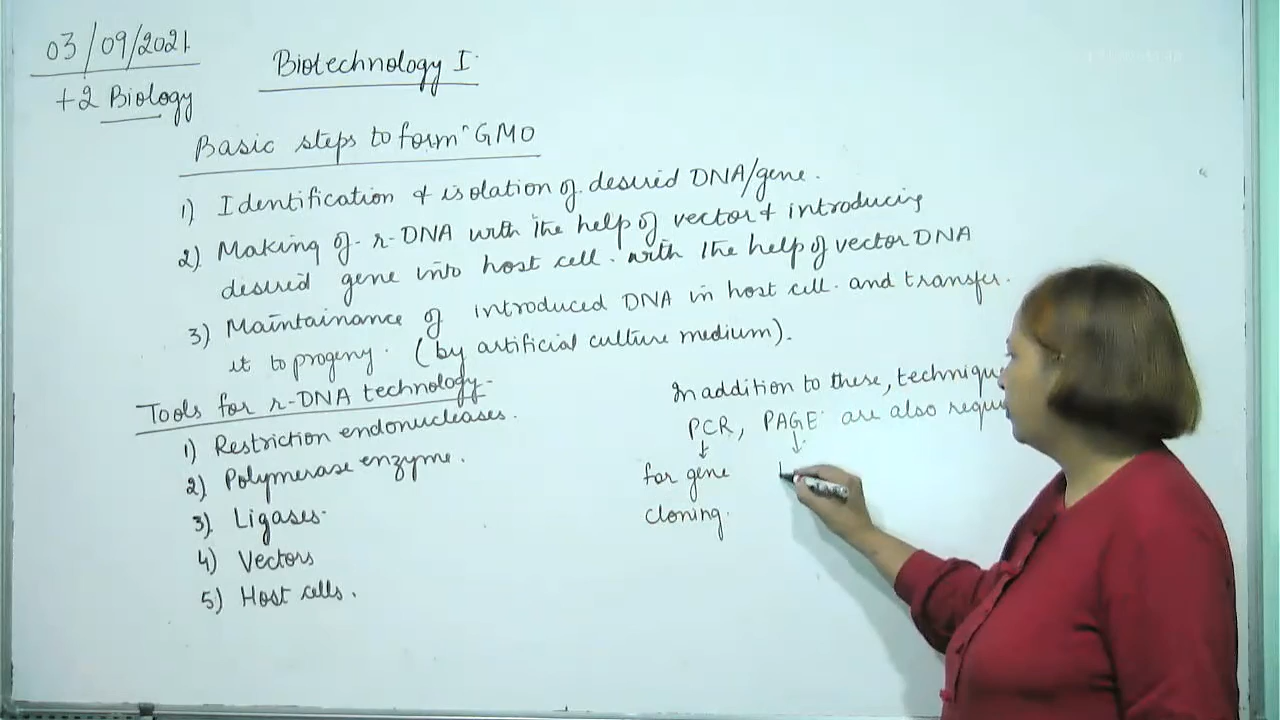 03/09/2021.
+2 Biology
Biotechnology I.
Basic steps to form GMO
1) Identification & isolation of desired DNA/gene.
2) Making of r-DNA with the help of vector & introducing
desired gene into host cell. with the help of vector DNA
3) Maintainance of introduced DNA in host cell. and transfer.
it to progeny. (by artificial culture medium).
Tools for r-DNA technology-
1) Restriction endonucleases.
2) Polymerase enzyme.
3) Ligases.
4) Vectors
5) Host cells.
In addition to these,
PCR, PAGE are also
for gene
cloning.